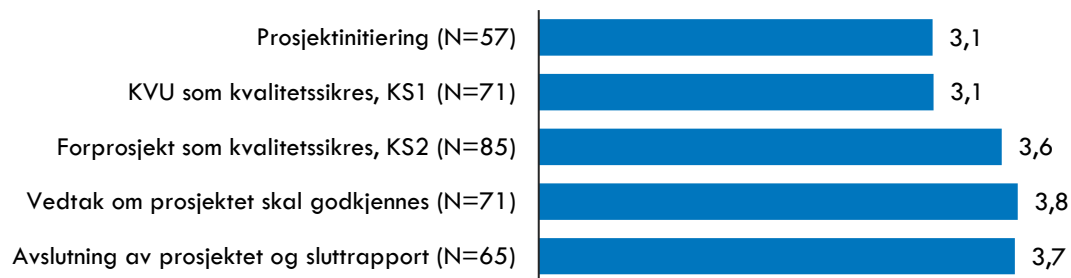 Prosjektinitiering (N=57) 3,1
KVU som kvalitetssikres, KS1 (N=71) 3,1
Forprosjekt som kvalitetssikres, KS2 (N=85) 3,6
Vedtak om prosjektet skal godkjennes (N=71) 3,8
Avslutning av prosjektet og sluttrapport (N=65) 3,7